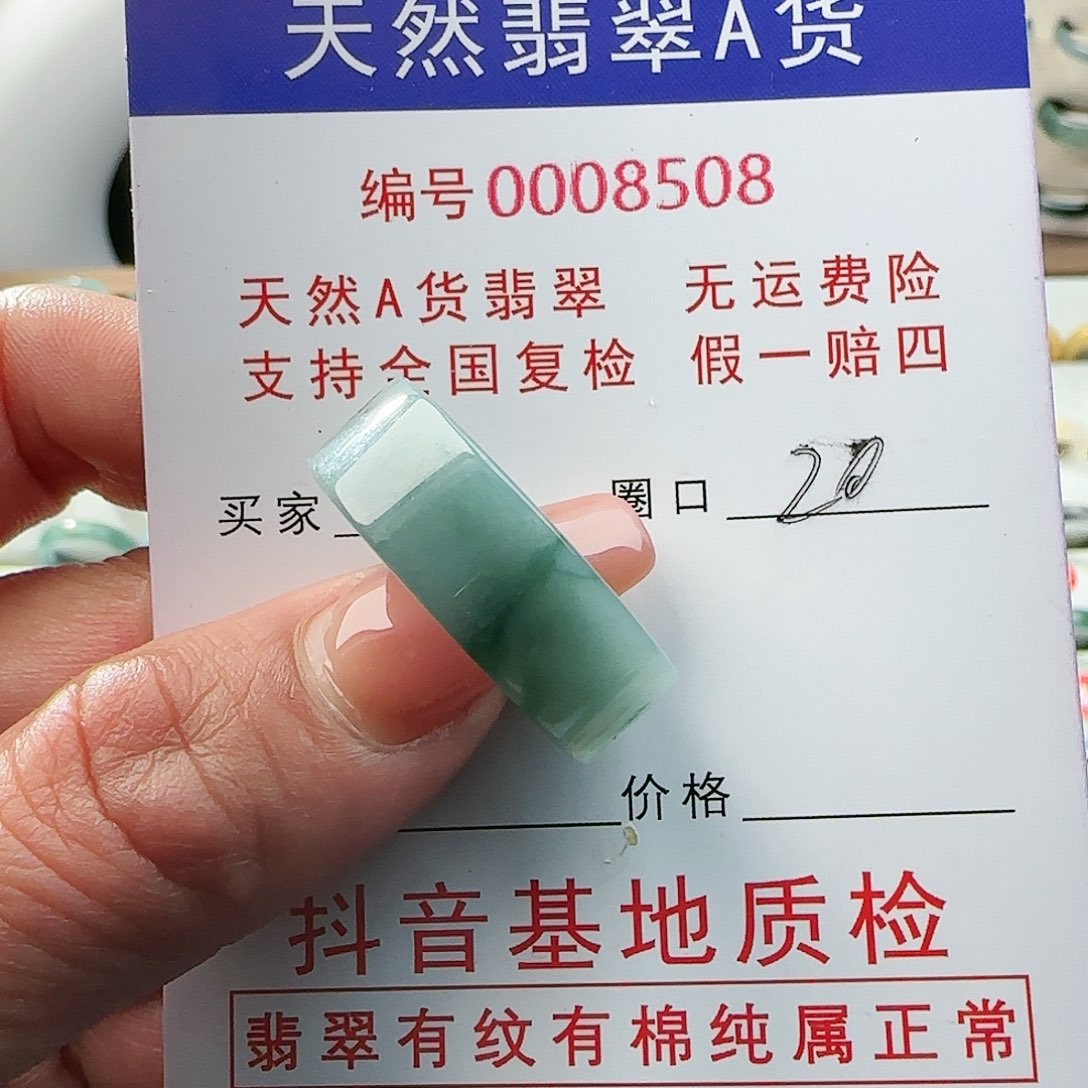 天然翡翠A货
编号0008508
天然A货翡翠 无运费险
支持全国复检 假一赔四
买家 圈口 20
价格
抖音基地质检
翡翠有纹有棉纯属正常